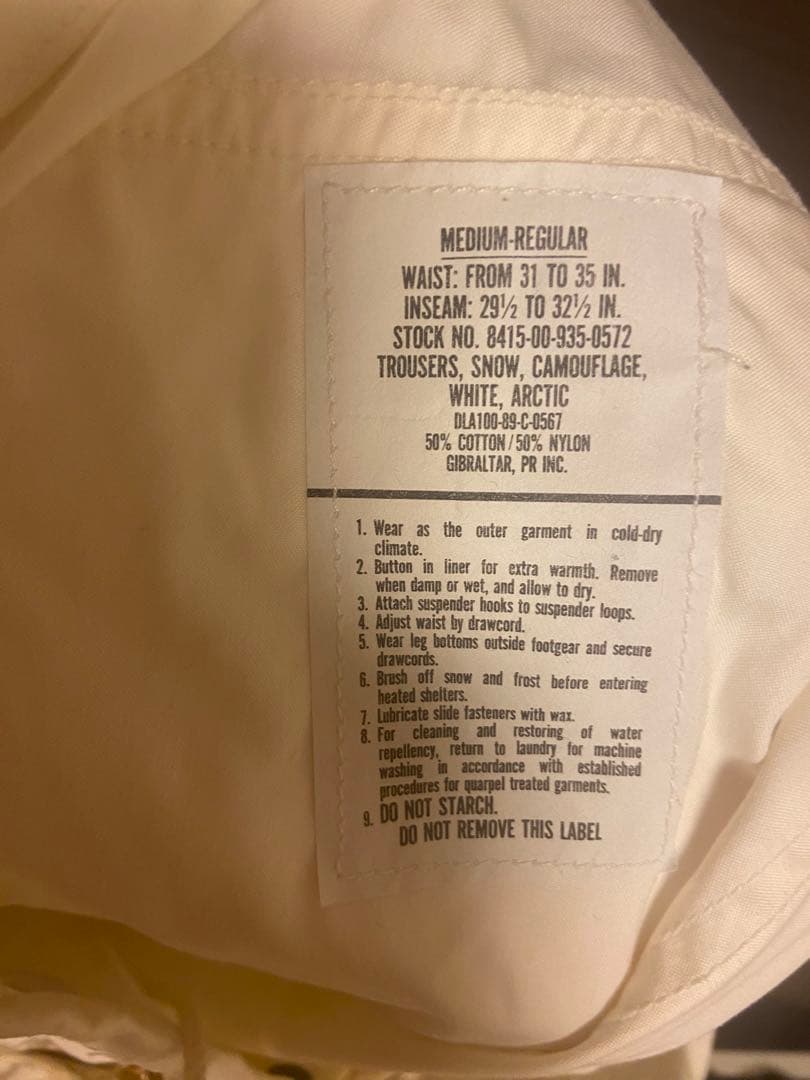 MEDIUM-REGULAR
WAIST: FROM 31 TO 35 IN.
INSEAM: 29½ TO 32½ IN.
STOCK NO. 8415-00-935-0572
TROUSERS, SNOW, CAMOUFLAGE,
WHITE, ARCTIC
DLA100-89-C-0567
50% COTTON/50% NYLON
GIBRALTAR, PR INC.
1. Wear as the outer garment in cold-dry
climate.
2. Button in liner for extra warmth. Remove
when damp or wet, and allow to dry.
3. Attach suspender hooks to suspender loops.
4. Adjust waist by drawcord.
5. Wear leg bottoms outside footgear and secure
drawcords.
6. Brush off snow and frost before entering
heated shelters.
7. Lubricate slide fasteners with wax.
8. For cleaning and restoring of water
repellency, return to laundry for machine
washing in accordance with established
procedures for quarpel treated garments.
9. DO NOT STARCH.
DO NOT REMOVE THIS LABEL